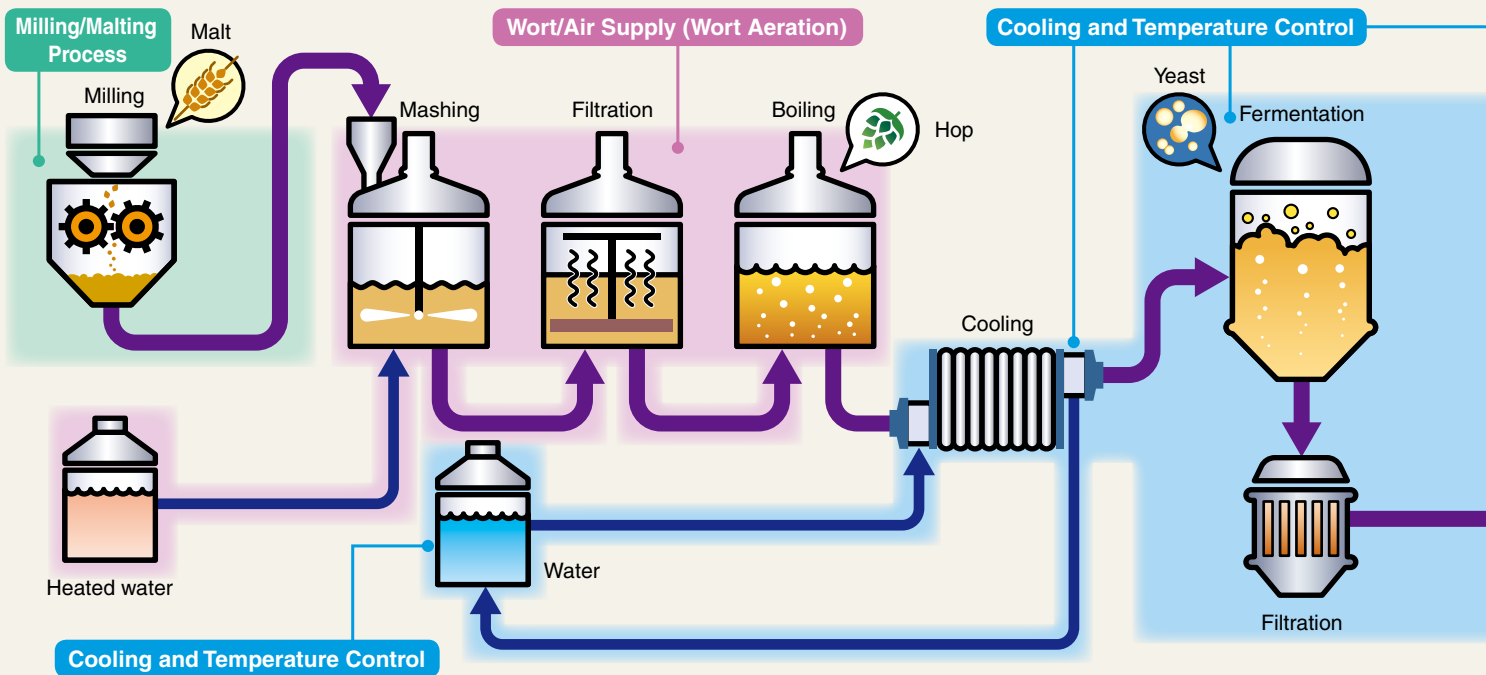 Milling/Malting
Process
Malt
Wort/Air Supply (Wort Aeration)
Cooling and Temperature Control
Milling
Mashing
Filtration
Boiling
Hop
Yeast
Fermentation
Cooling
Heated water
Water
Filtration
Cooling and Temperature Control